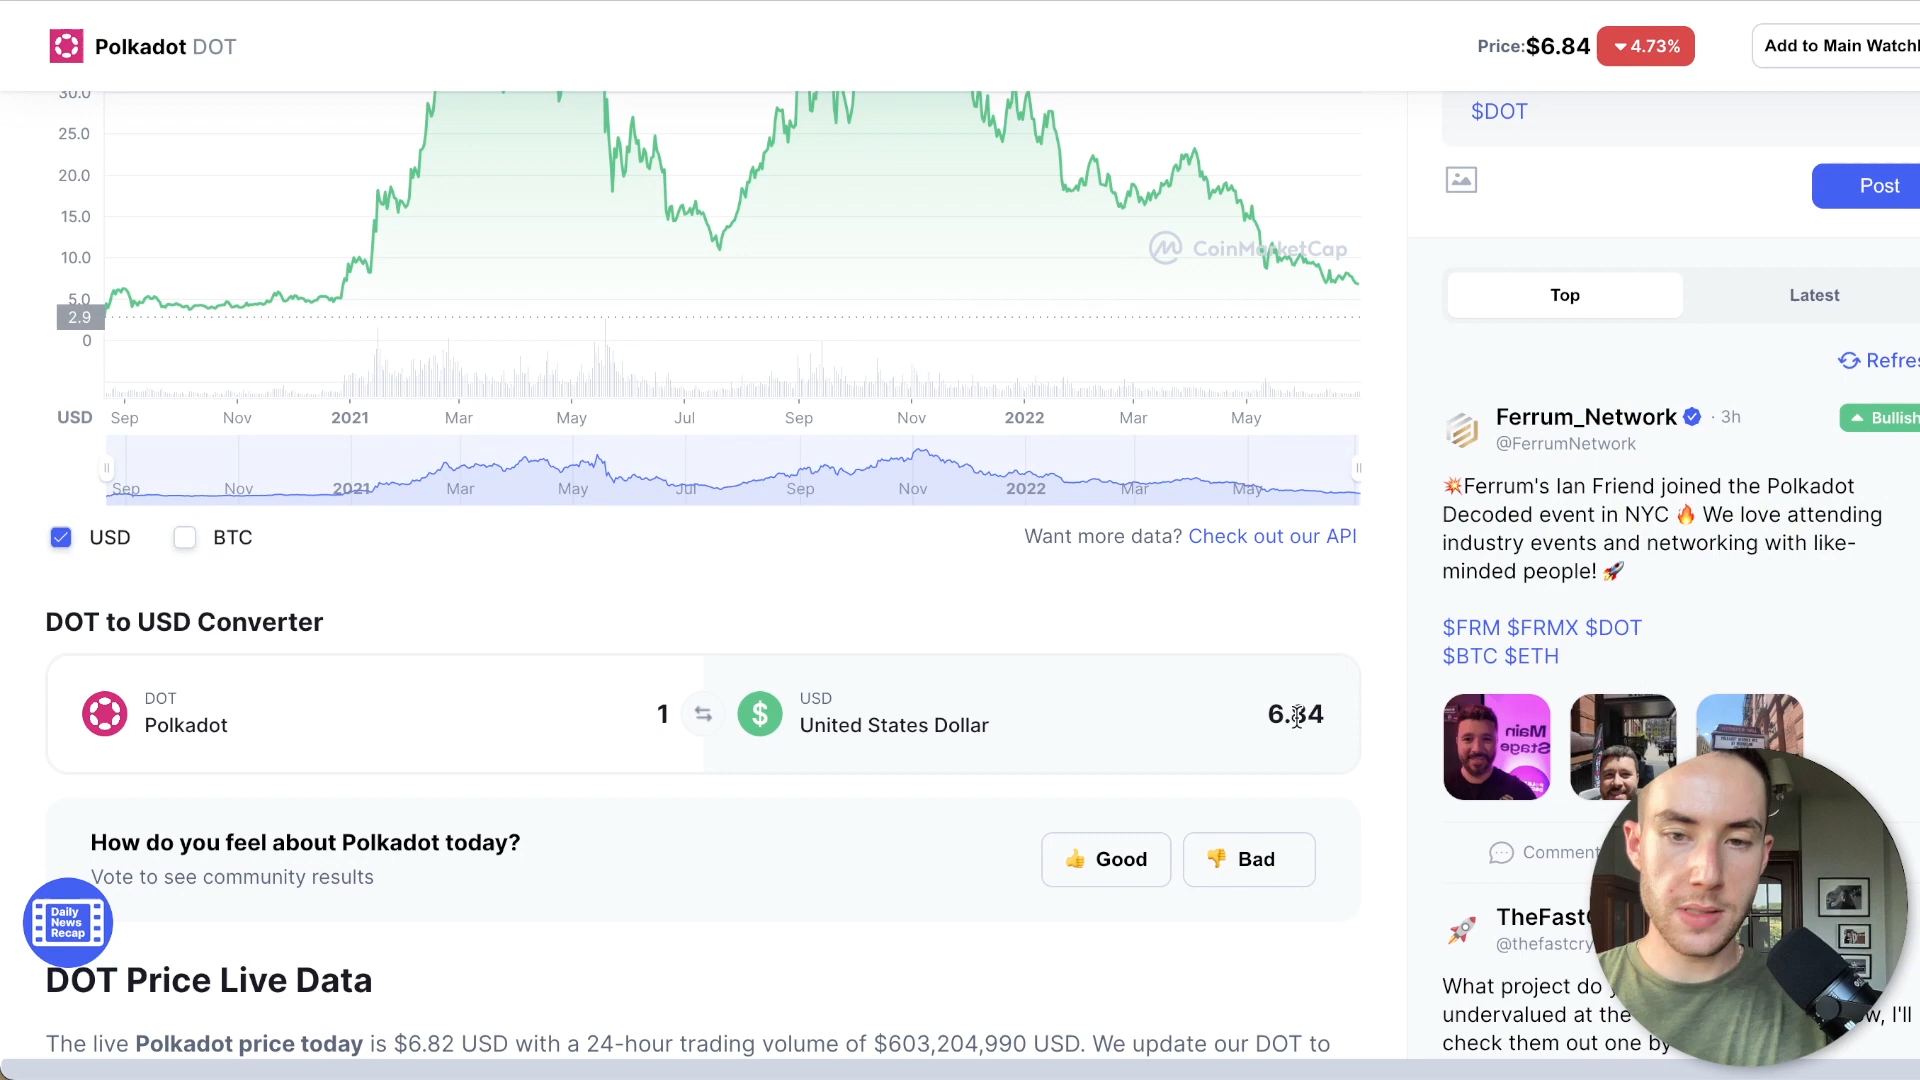 Polkadot DOT
Price:$6.84 4.73%
Add to Main Watchl
30.0
25.0
20.0
15.0
10.0
5.0
2.9
0
CoinMarketCap
USD Sep Nov 2021 Mar May Jul Sep Nov 2022 Mar May
Sep Nov 2021 Mar May Jul Sep Nov 2022 Mar May
USD BTC
Want more data? Check out our API
DOT to USD Converter
DOT
Polkadot
1
USD
United States Dollar
6.84
How do you feel about Polkadot today?
Vote to see community results
👍 Good
👎 Bad
Daily
News
Recap
DOT Price Live Data
The live Polkadot price today is $6.82 USD with a 24-hour trading volume of $603,204,990 USD. We update our DOT to
$DOT
Post
Top
Latest
Refres
Ferrum_Network · 3h
Bullish
@FerrumNetwork
💥Ferrum's Ian Friend joined the Polkadot
Decoded event in NYC 🔥 We love attending
industry events and networking with like-
minded people! 🚀
$FRM $FRMX $DOT
$BTC $ETH
Main
Stage
Comment
TheFast
@thefastcry
What project do
undervalued at the w, I'll
check them out one by